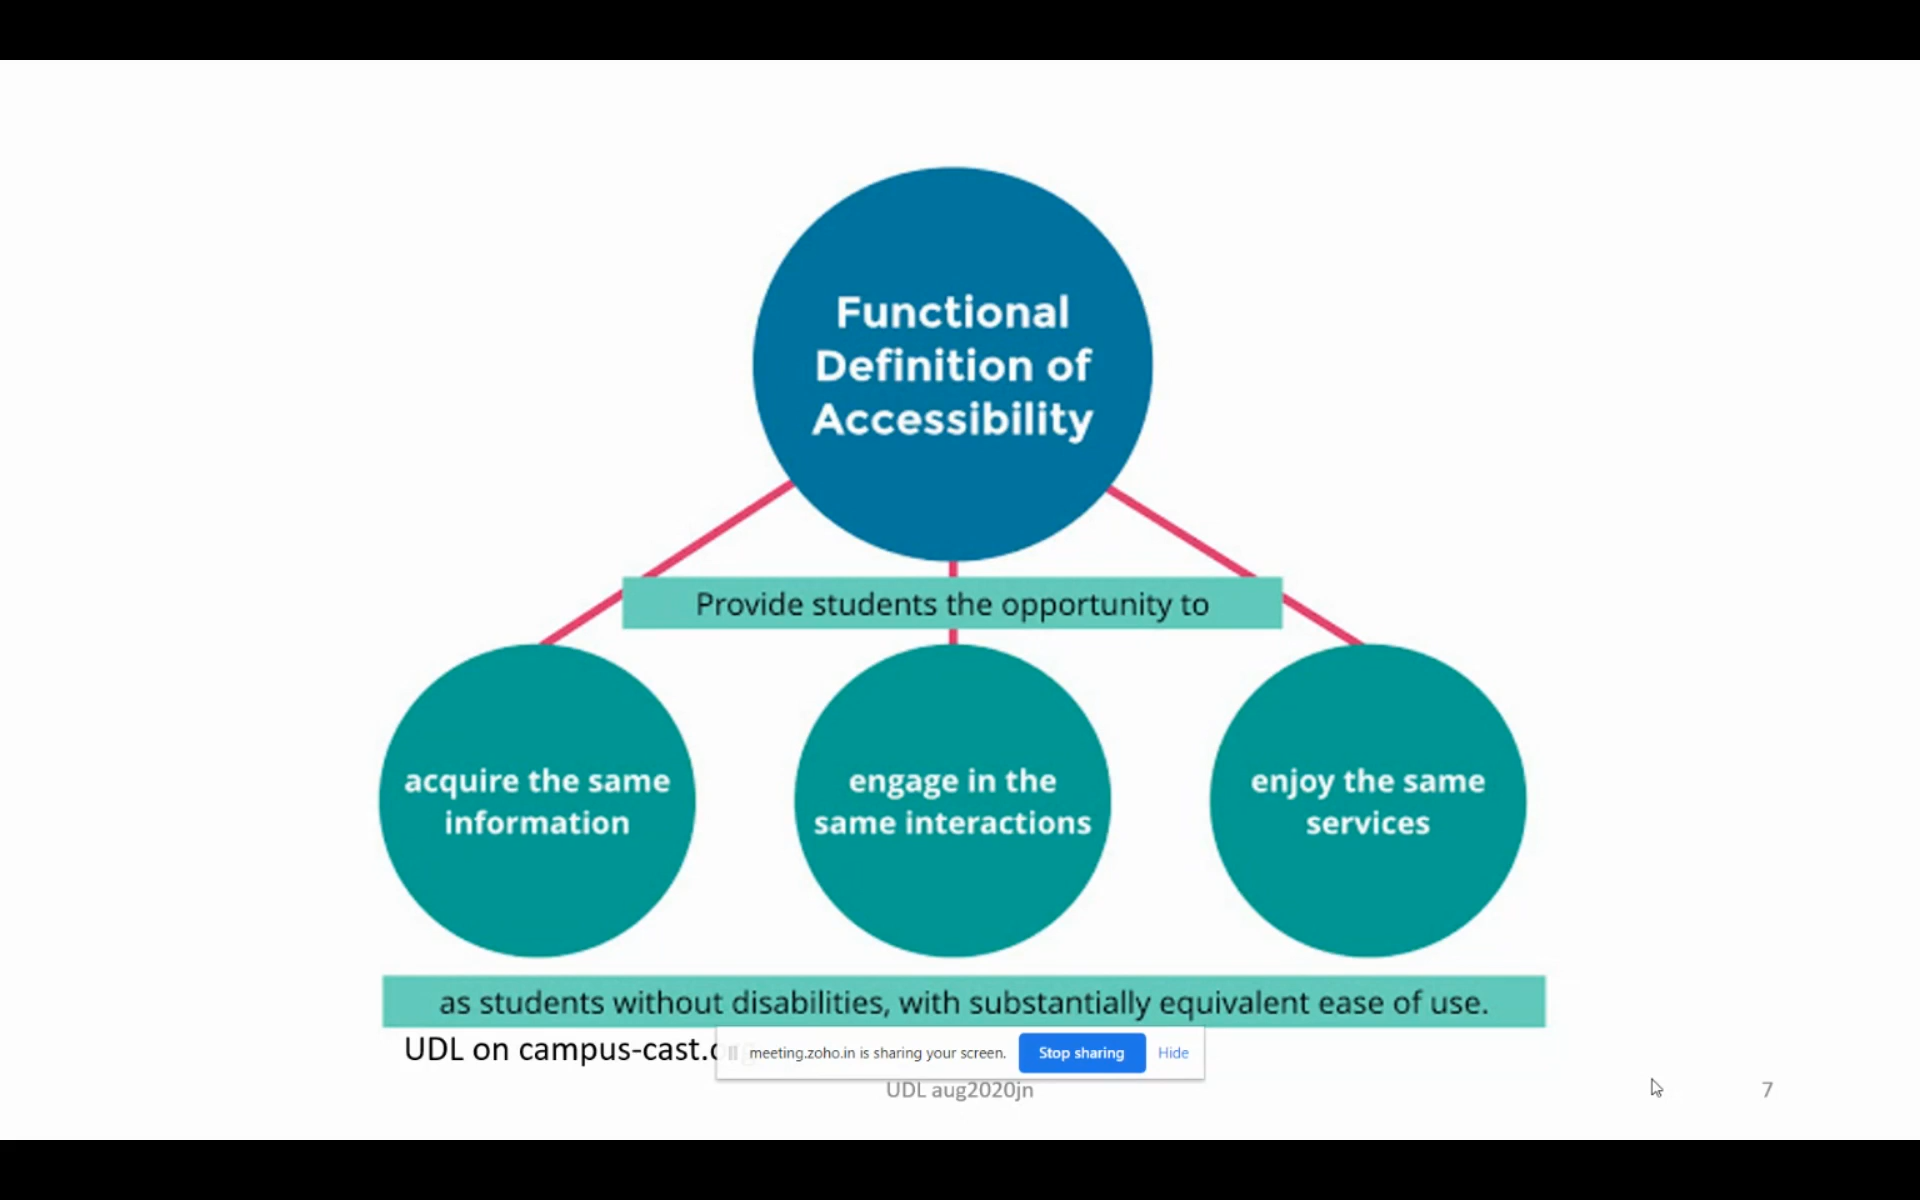 Functional
Definition of
Accessibility
Provide students the opportunity to
acquire the same
information
engage in the
same interactions
enjoy the same
services
as students without disabilities, with substantially equivalent ease of use.
UDL on
meeting.zoho.in is sharing your screen.
Stop sharing
Hide
UDL aug2020jn
7